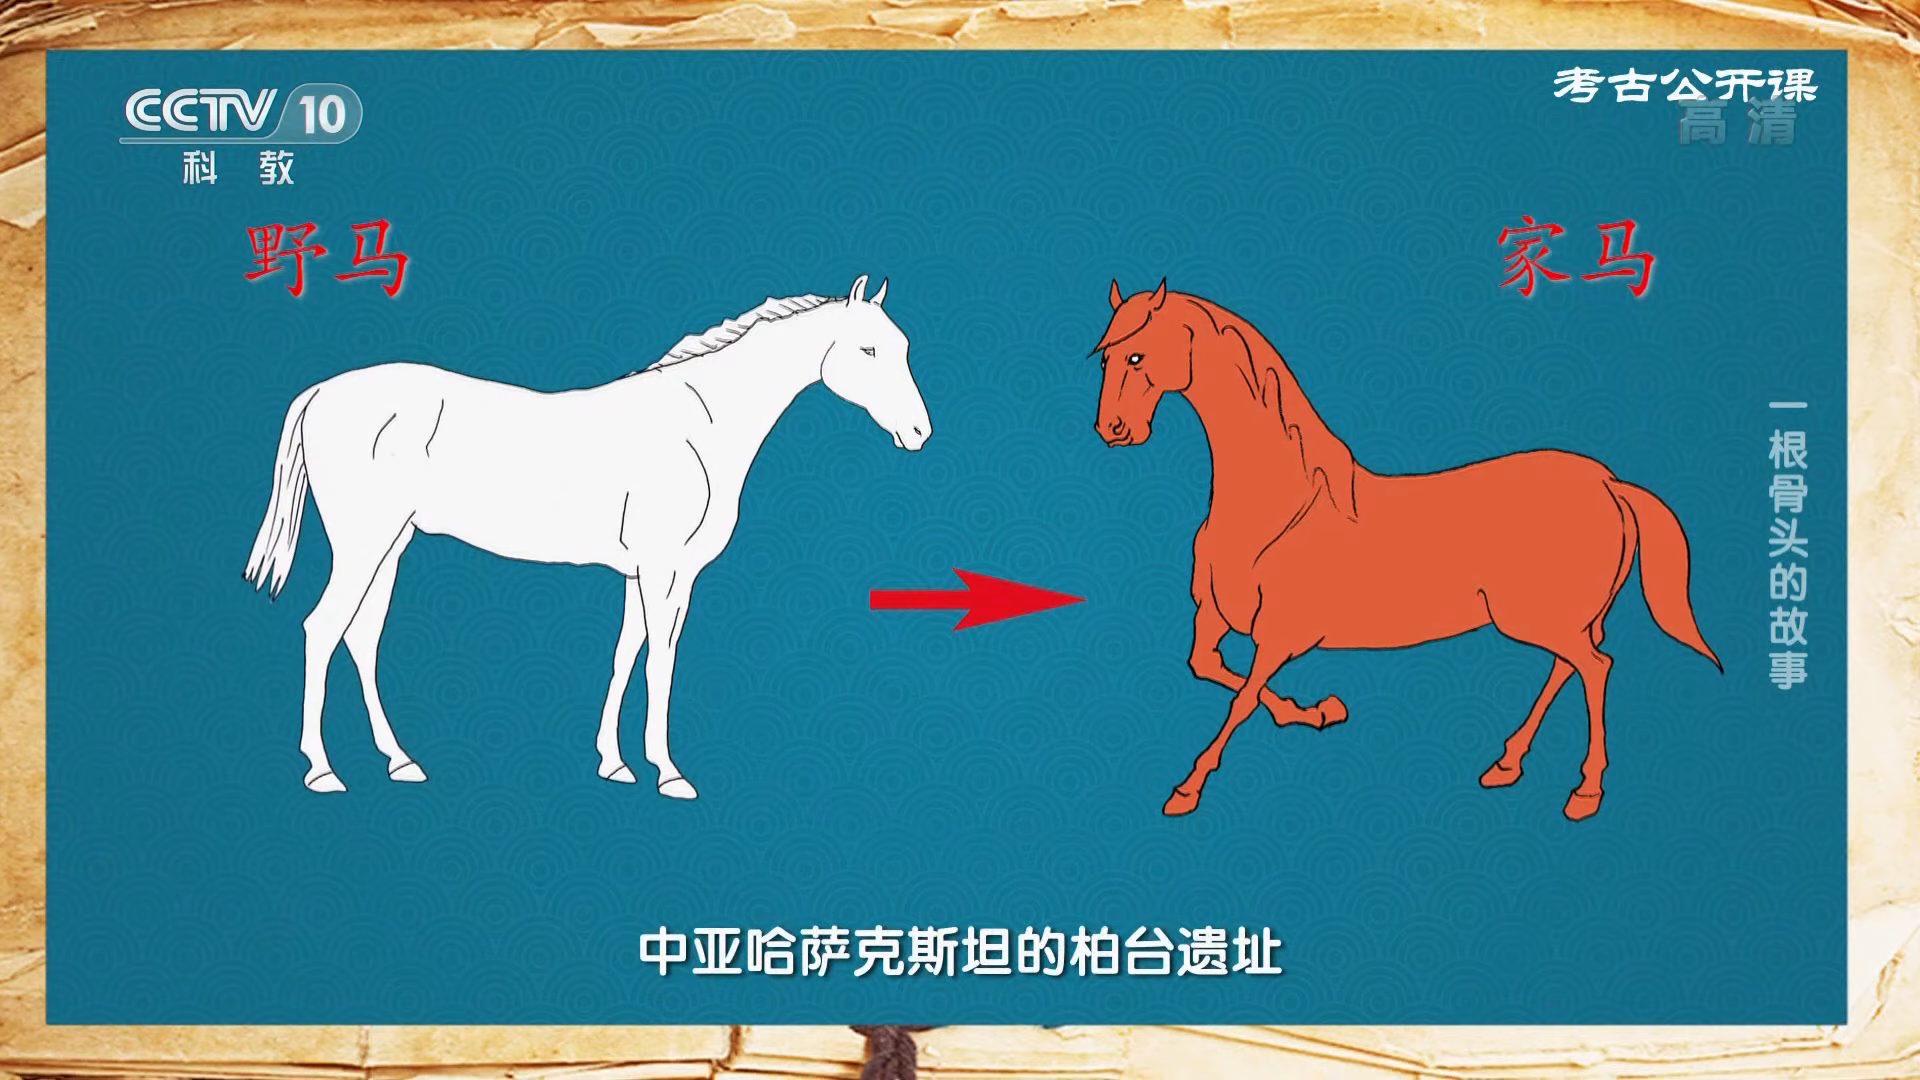 CCTV 10
科教
考古公开课
高清
野马
家马
一根骨头的故事
中亚哈萨克斯坦的柏台遗址